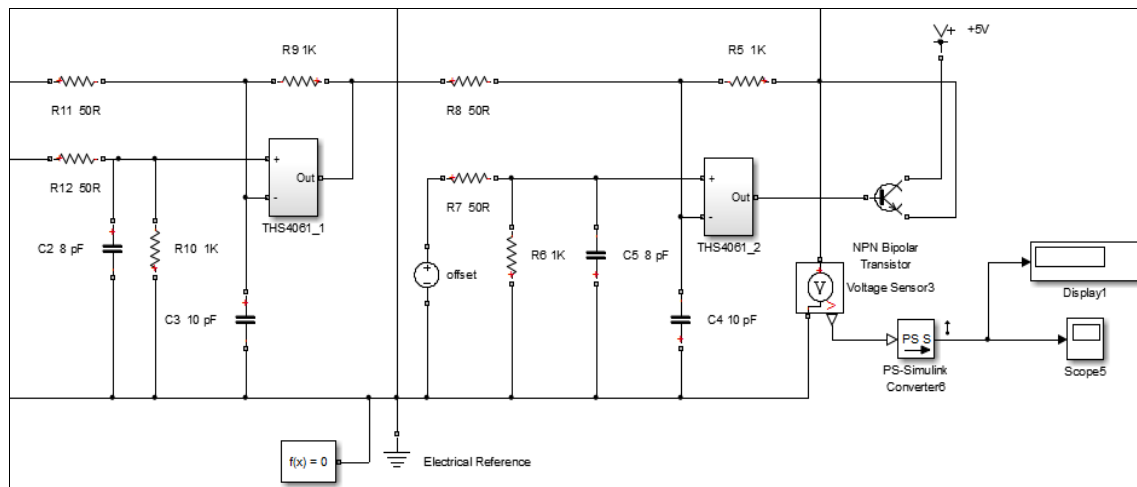 +5V
R9 1K
R5 1K
R11 50R
R8 50R
+
Out
-
THS4061_1
R12 50R
R7 50R
+
Out
-
THS4061_2
C2 8 pF
R10 1K
C3 10 pF
offset
R6 1K
C5 8 pF
C4 10 pF
NPN Bipolar
Transistor
V
Voltage Sensor3
Display1
PS S
PS-Simulink
Converter6
Scope5
f(x) = 0
Electrical Reference